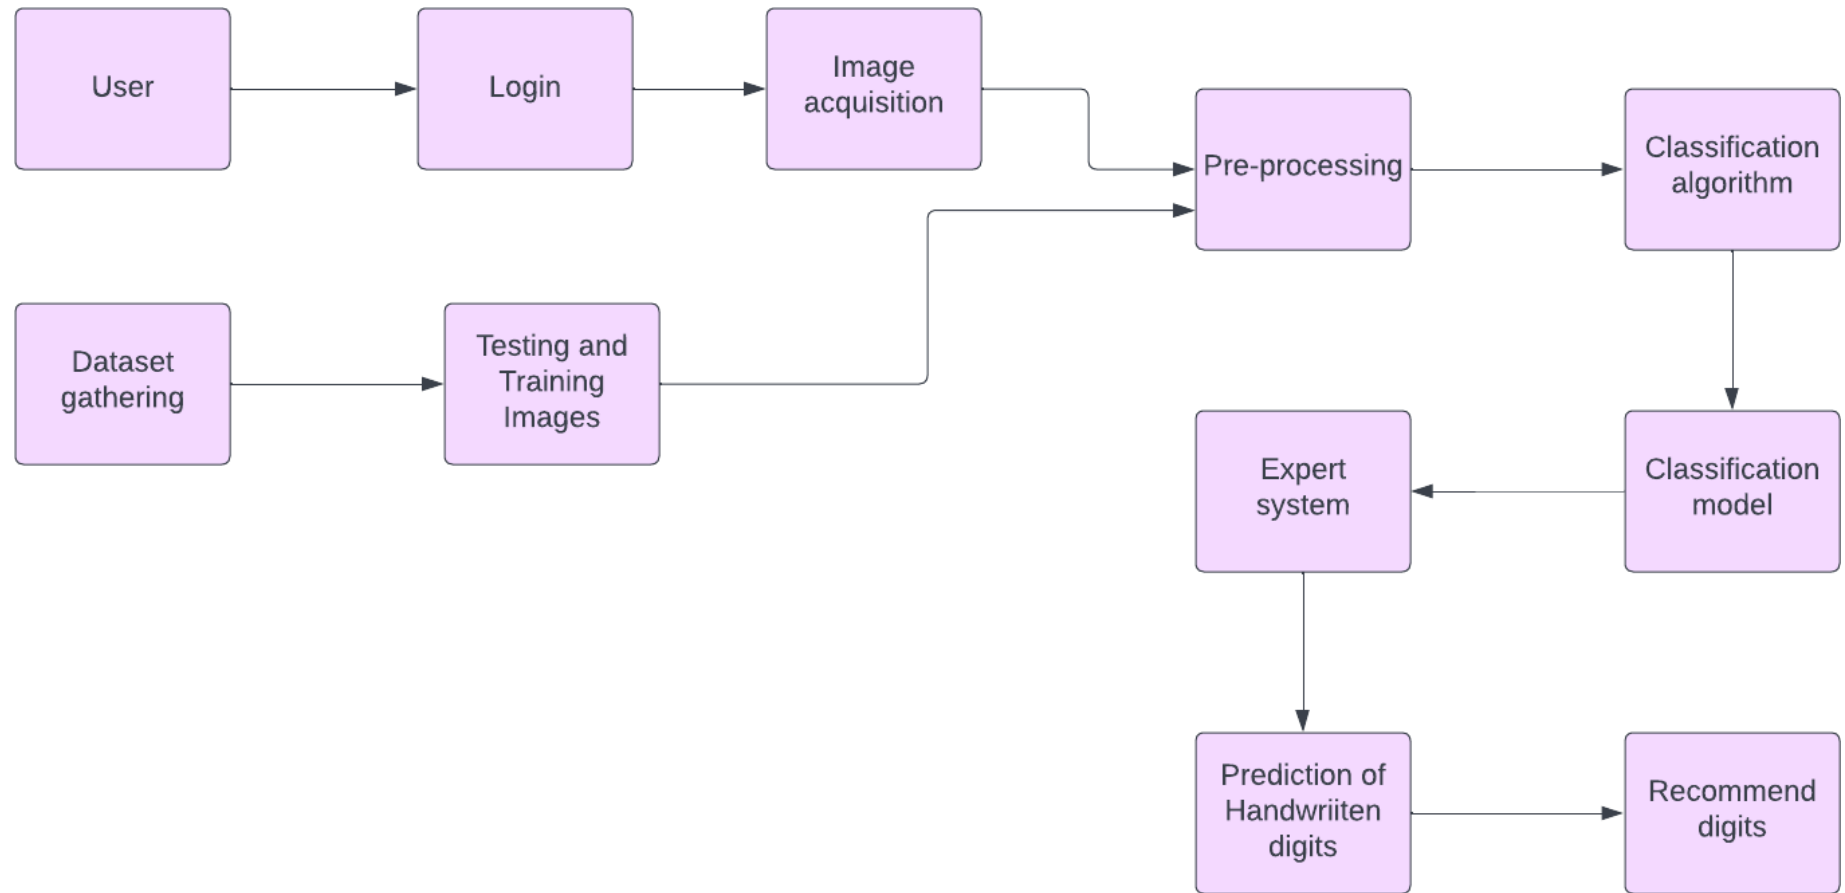 User
Login
Image
acquisition
Pre-processing
Classification
algorithm
Dataset
gathering
Testing and
Training
Images
Expert
system
Classification
model
Prediction of
Handwriiten
digits
Recommend
digits